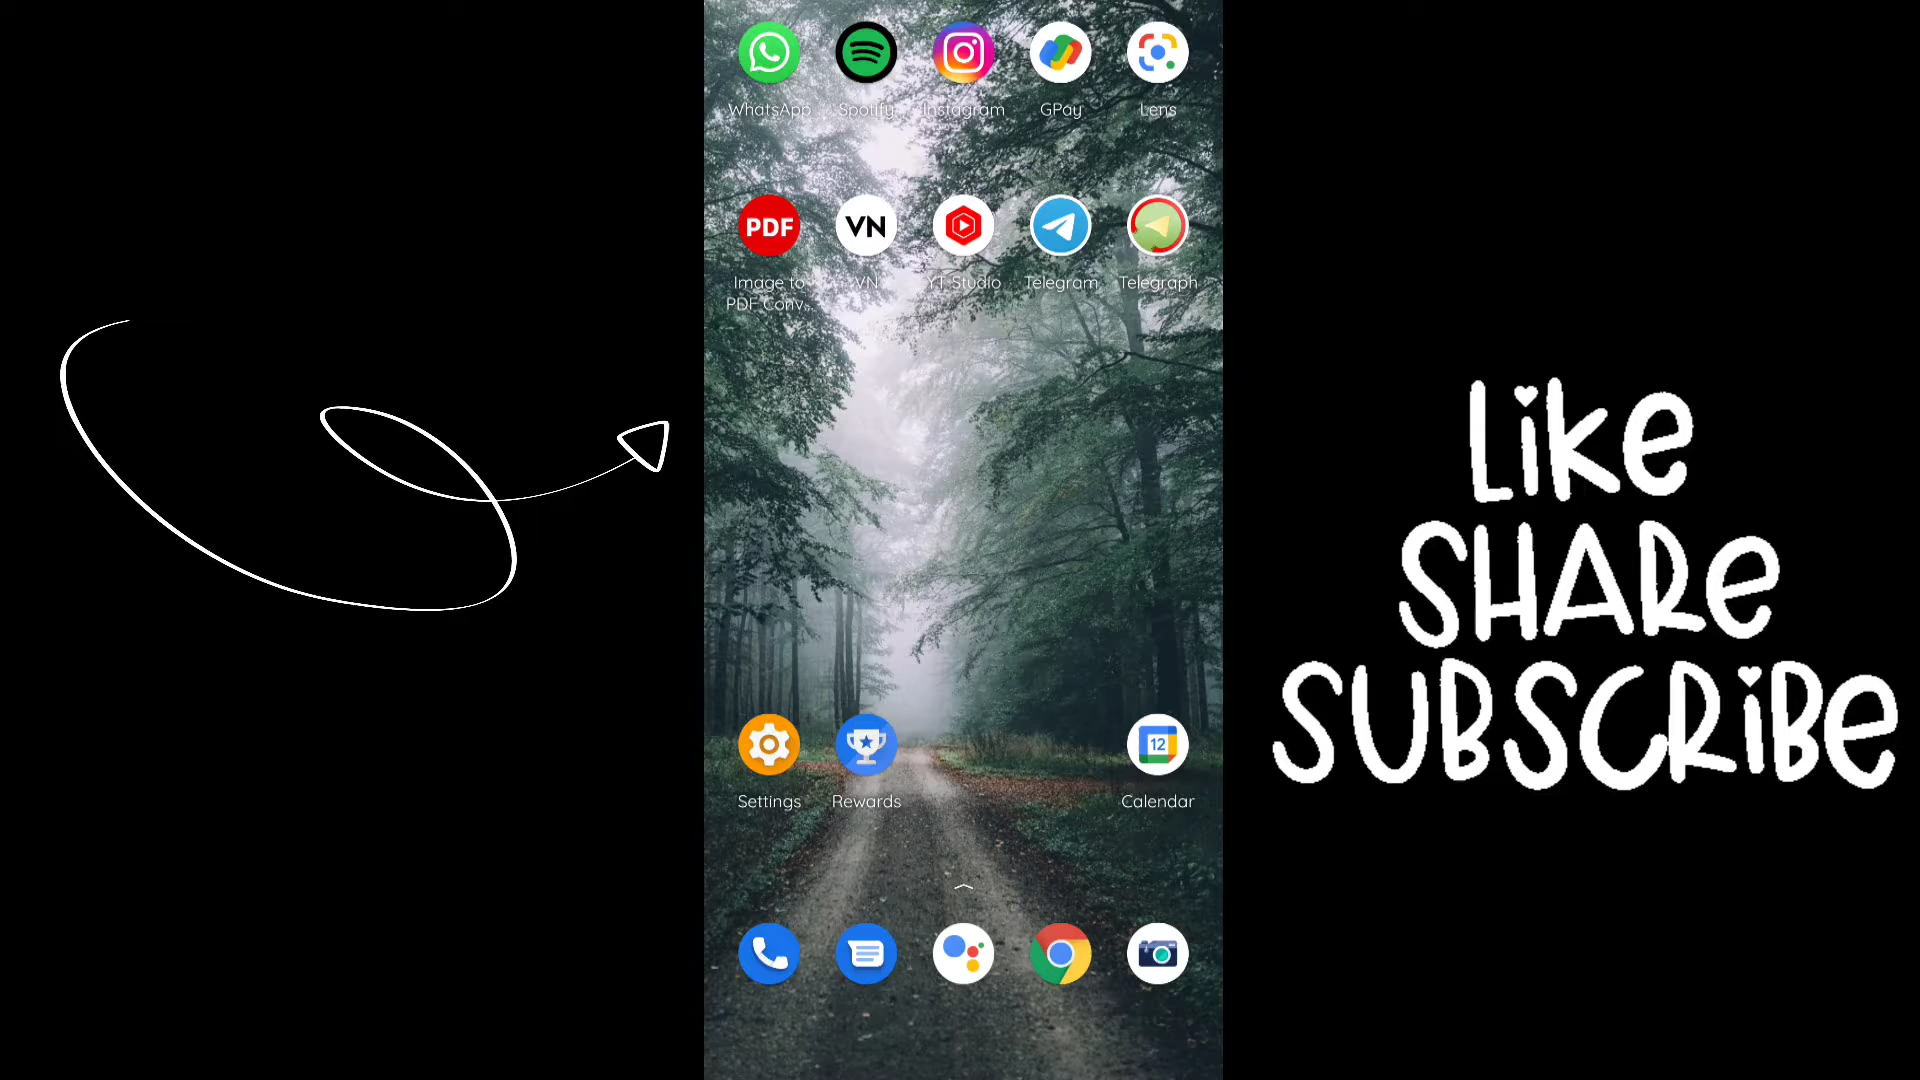 WhatsApp Spotify Instagram GPay Lens
PDF VN
Image to VN YT Studio Telegram Telegraph
PDF Conv..
12
Settings Rewards Calendar
Like
SHARe
SUBSCRiBe